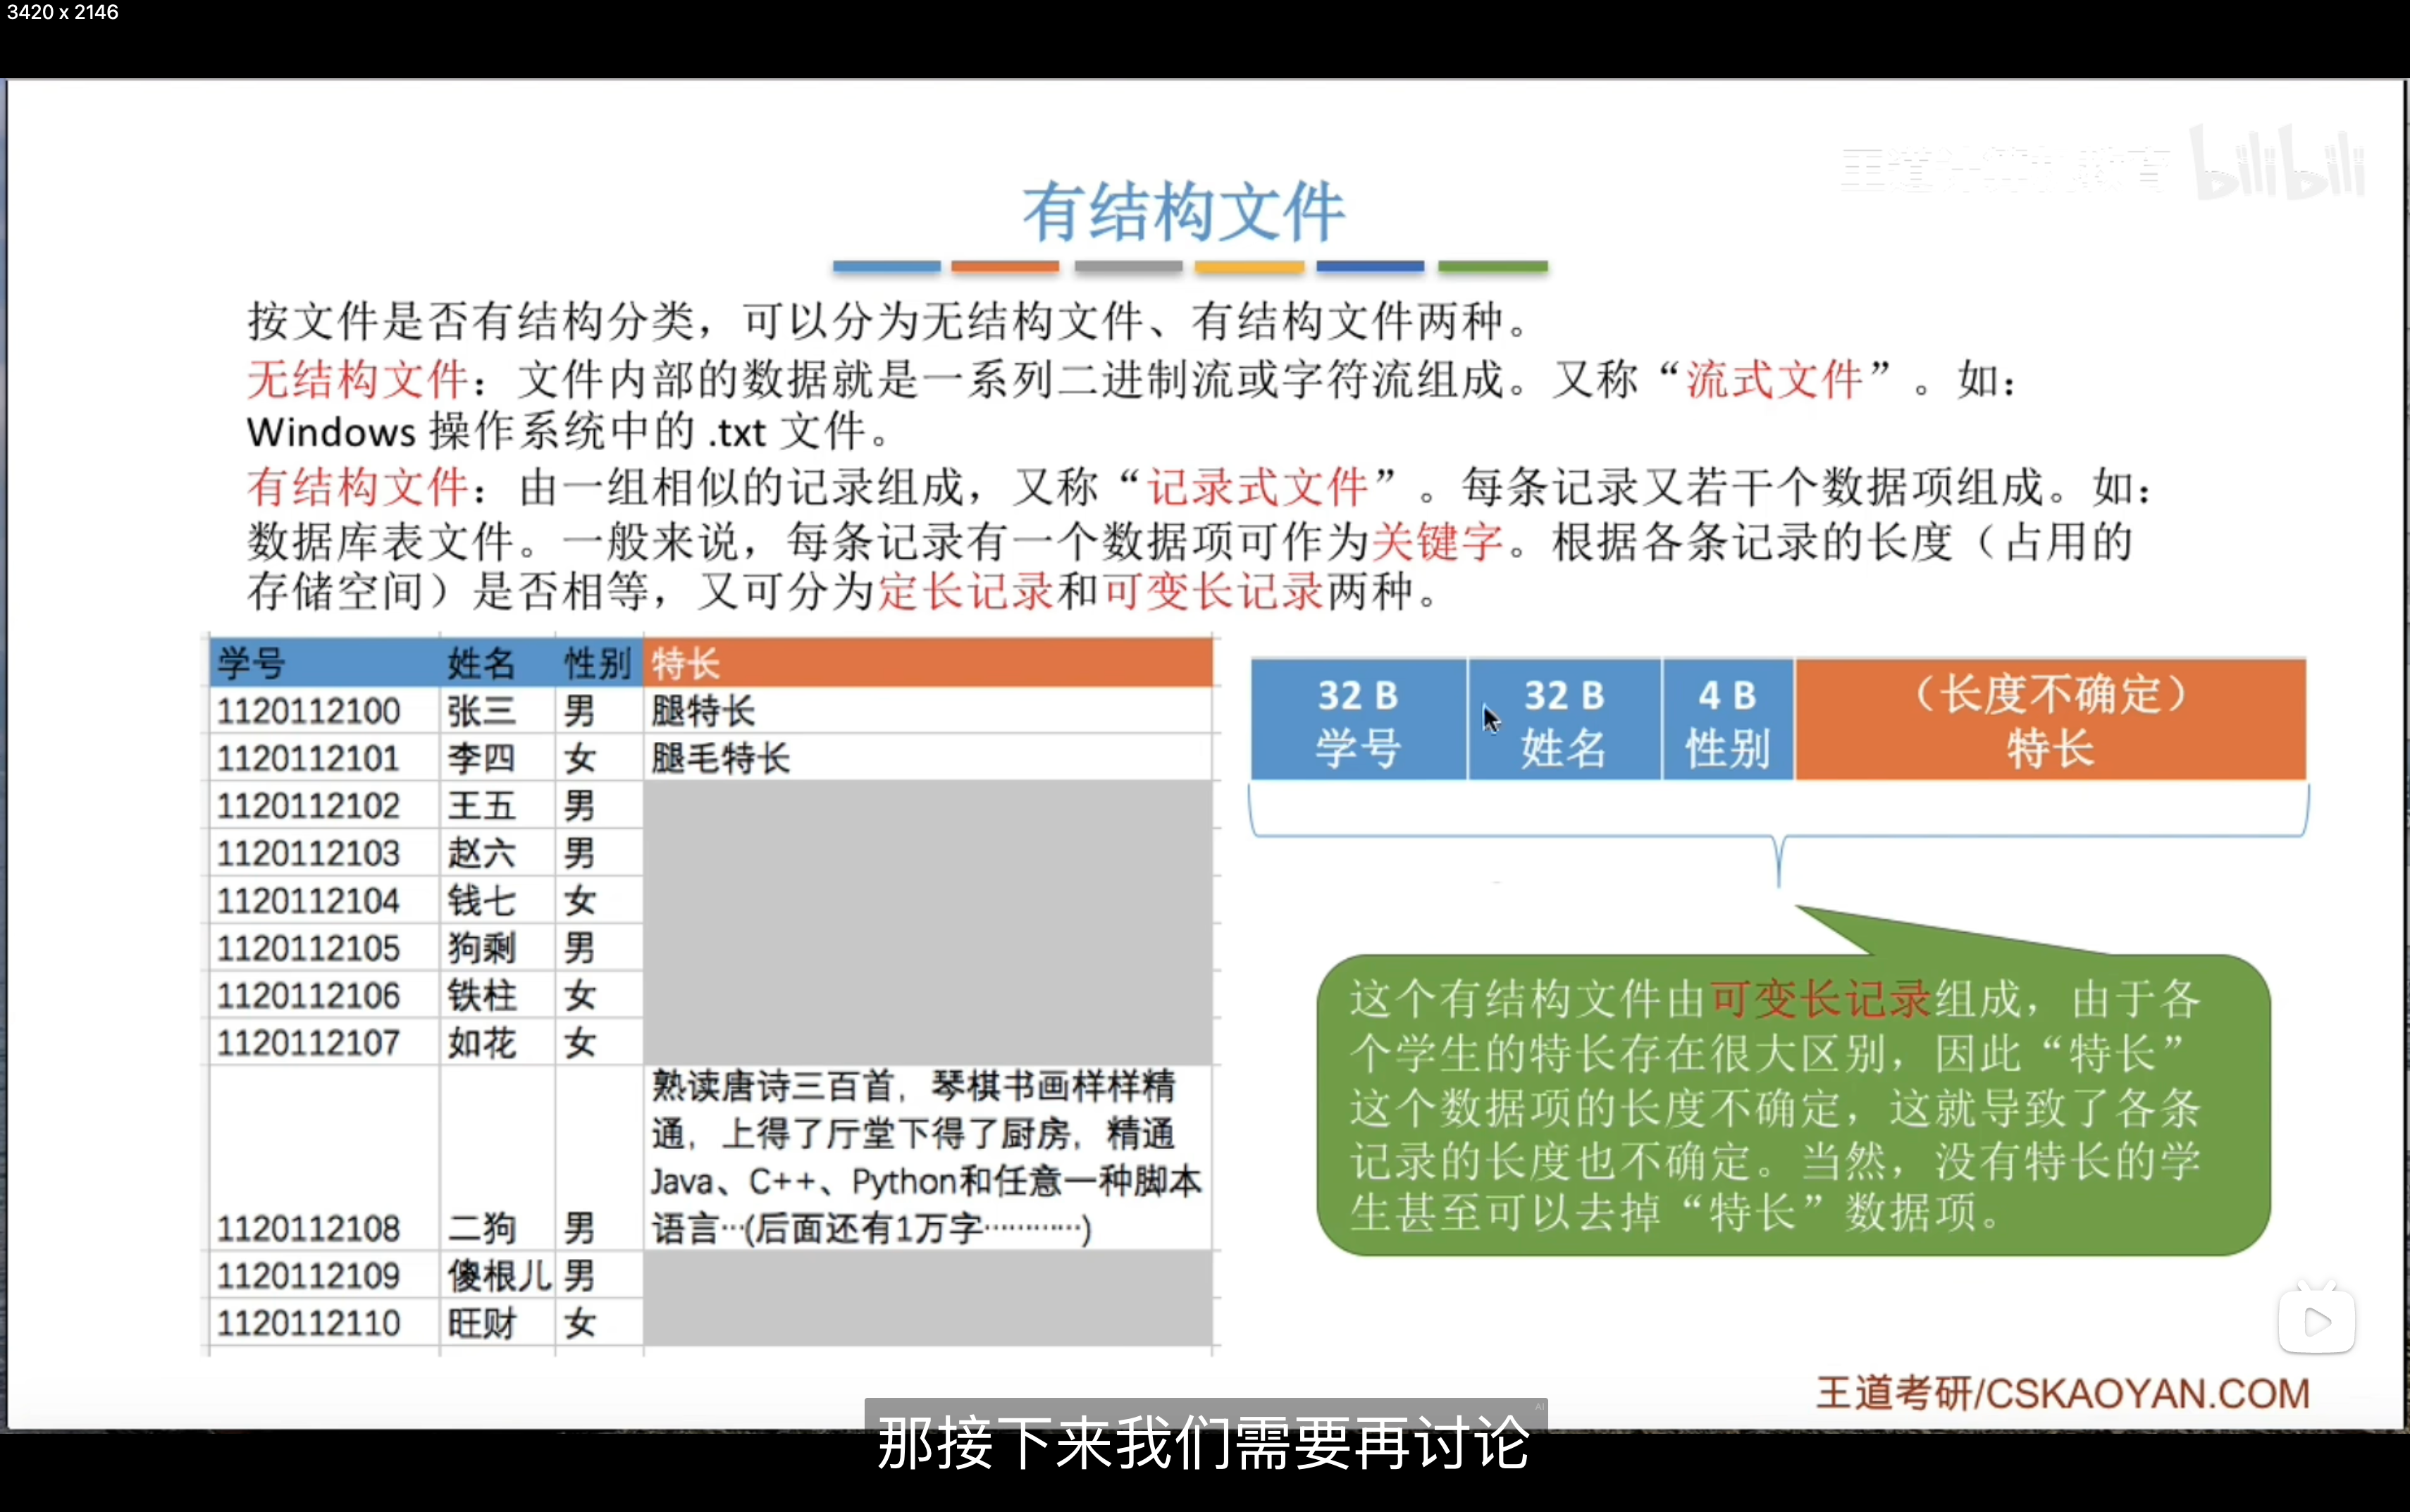 3420 x 2146
bilibili
有结构文件
按文件是否有结构分类，可以分为无结构文件、有结构文件两种。
无结构文件：文件内部的数据就是一系列二进制流或字符流组成。又称“流式文件”。如：
Windows 操作系统中的 .txt 文件。
有结构文件：由一组相似的记录组成，又称“记录式文件”。每条记录又若干个数据项组成。如：
数据库表文件。一般来说，每条记录有一个数据项可作为关键字。根据各条记录的长度（占用的
存储空间）是否相等，又可分为定长记录和可变长记录两种。
学号 姓名 性别 特长
1120112100 张三 男 腿特长
1120112101 李四 女 腿毛特长
1120112102 王五 男
1120112103 赵六 男
1120112104 钱七 女
1120112105 狗剩 男
1120112106 铁柱 女
1120112107 如花 女
熟读唐诗三百首，琴棋书画样样精
通，上得了厅堂下得了厨房，精通
Java、C++、Python和任意一种脚本
1120112108 二狗 男 语言…(后面还有1万字…………)
1120112109 傻根儿 男
1120112110 旺财 女
32 B 32 B 4 B （长度不确定）
学号 姓名 性别 特长
这个有结构文件由可变长记录组成，由于各
个学生的特长存在很大区别，因此“特长”
这个数据项的长度不确定，这就导致了各条
记录的长度也不确定。当然，没有特长的学
生甚至可以去掉“特长”数据项。
王道考研/CSKAOYAN.COM
AI
那接下来我们需要再讨论